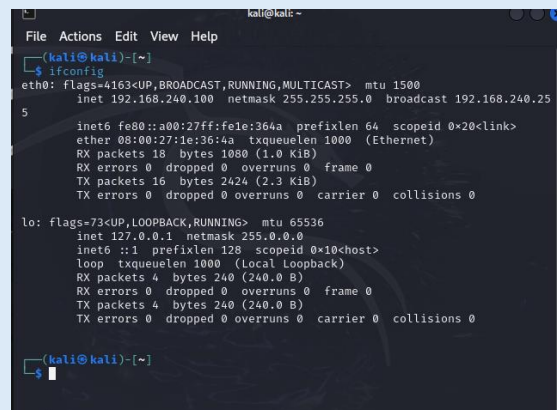 kali@kali: ~
File Actions Edit View Help
┌──(kali㉿kali)-[~]
└─$ ifconfig
eth0: flags=4163<UP,BROADCAST,RUNNING,MULTICAST> mtu 1500
inet 192.168.240.100 netmask 255.255.255.0 broadcast 192.168.240.25
5
inet6 fe80::a00:27ff:fe1e:364a prefixlen 64 scopeid 0×20<link>
ether 08:00:27:1e:36:4a txqueuelen 1000 (Ethernet)
RX packets 18 bytes 1080 (1.0 KiB)
RX errors 0 dropped 0 overruns 0 frame 0
TX packets 16 bytes 2424 (2.3 KiB)
TX errors 0 dropped 0 overruns 0 carrier 0 collisions 0
lo: flags=73<UP,LOOPBACK,RUNNING> mtu 65536
inet 127.0.0.1 netmask 255.0.0.0
inet6 ::1 prefixlen 128 scopeid 0×10<host>
loop txqueuelen 1000 (Local Loopback)
RX packets 4 bytes 240 (240.0 B)
RX errors 0 dropped 0 overruns 0 frame 0
TX packets 4 bytes 240 (240.0 B)
TX errors 0 dropped 0 overruns 0 carrier 0 collisions 0
┌──(kali㉿kali)-[~]
└─$